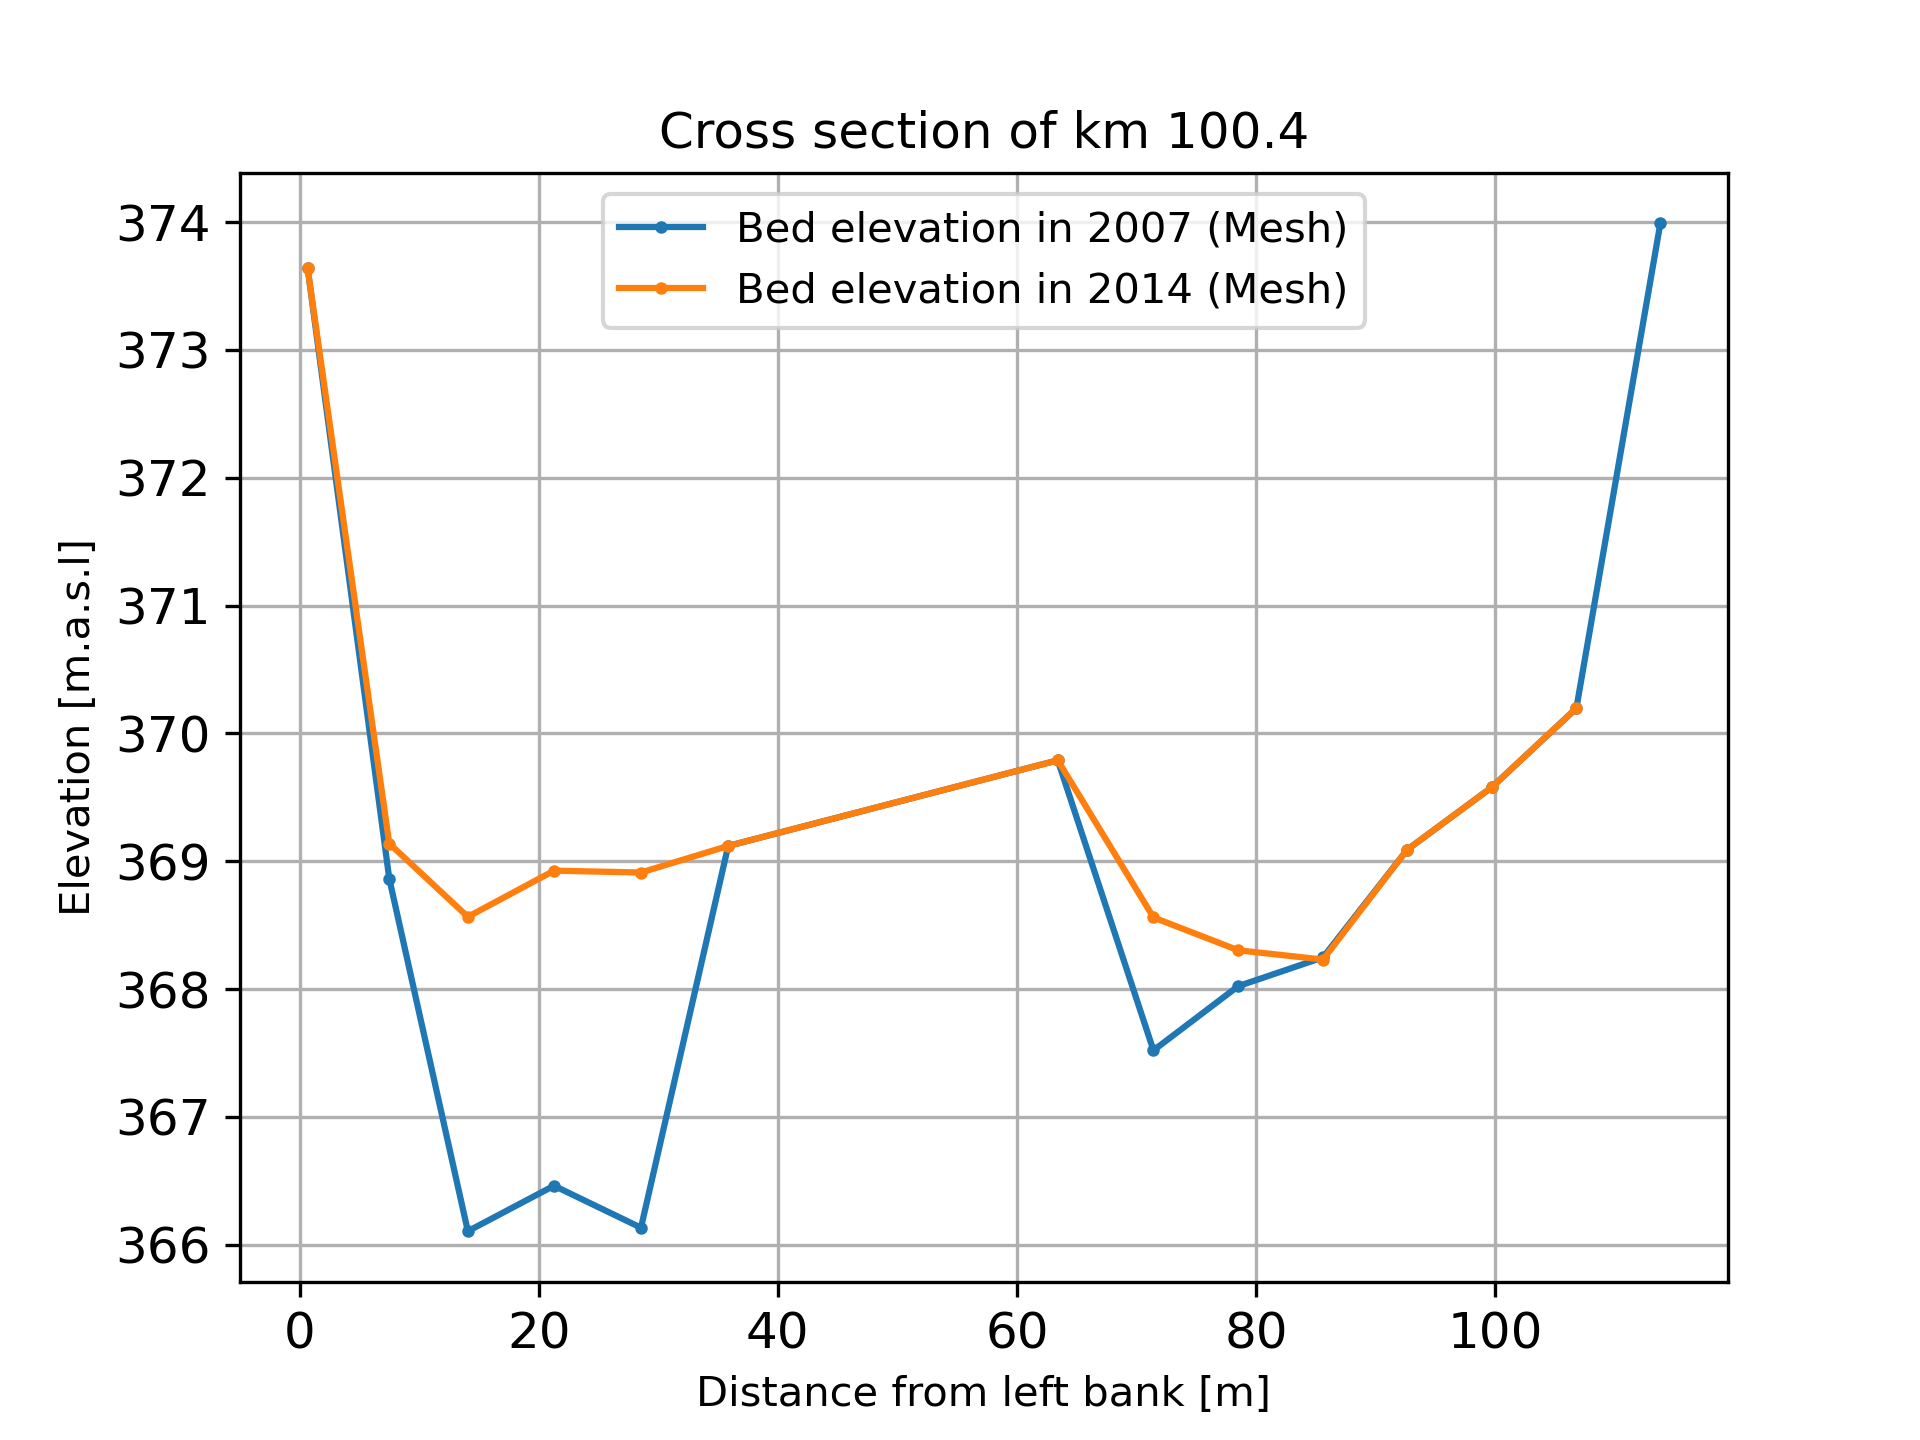 Cross section of km 100.4
Bed elevation in 2007 (Mesh)
Bed elevation in 2014 (Mesh)
Elevation [m.a.s.l]
374
373
372
371
370
369
368
367
366
0 20 40 60 80 100
Distance from left bank [m]